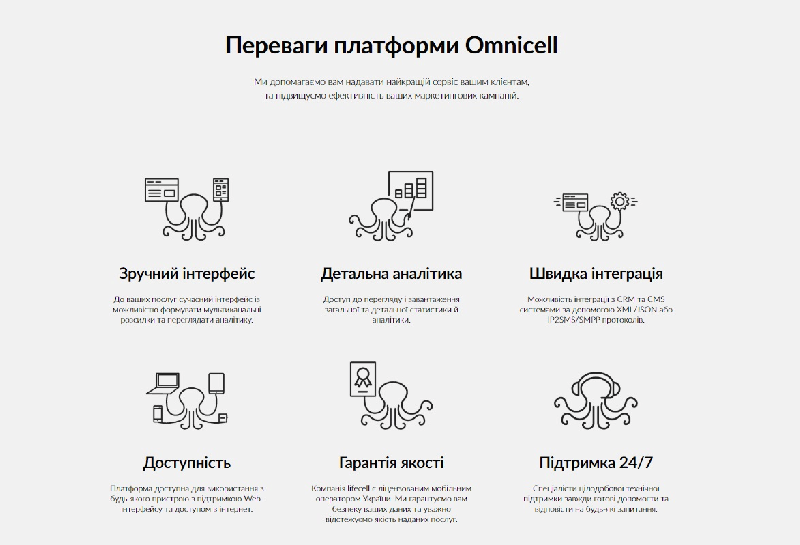 Переваги платформи Omnicell
Ми допомагаємо вам надавати найкращій сервіс вашим клієнтам,
та підвищуємо ефективність ваших маркетингових кампаній.
Зручний інтерфейс
Детальна аналітика
Швидка інтеграція
До ваших послуг сучасний інтерфейс із
можливістю формувати мультиканальні
розсилки та переглядати аналітику.
Доступ до перегляду і завантаження
загальної та детальної статистики й
аналітики.
Можливість інтеграції з CRM та CMS
системами за допомогою XML/JSON або
IP2SMS/SMPP протоколів.
Доступність
Гарантія якості
Підтримка 24/7
Платформа доступна для використання з
будь-якого пристрою з підтримкою Web-
інтерфейсу та доступом в інтернет.
Компанія lifecell є ліцензованим мобільним
оператором України. Ми гарантуємо вам
безпеку ваших даних та уважно
відстежуємо якість наданих послуг.
Спеціалісти цілодобової технічної
підтримки завжди готові допомогти та
відповісти на будь-які запитання.